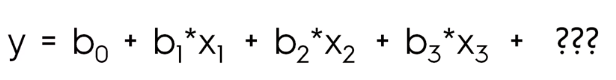 y = b₀ + b₁*x₁ + b₂*x₂ + b₃*x₃ + ???